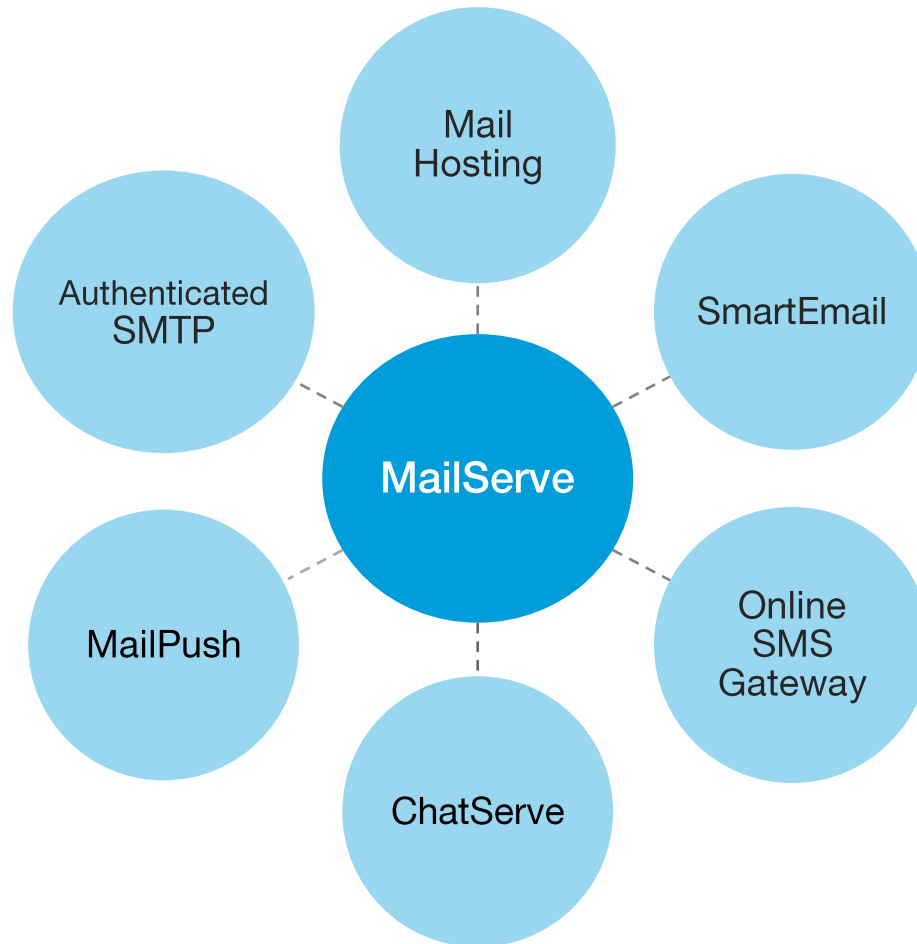 Mail
Hosting
Authenticated
SMTP
SmartEmail
MailServe
MailPush
Online
SMS
Gateway
ChatServe